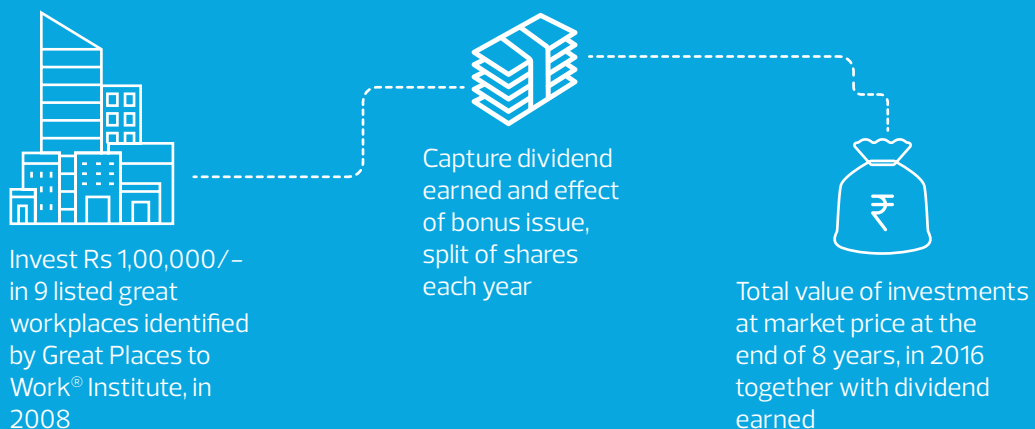 Invest Rs 1,00,000/-
in 9 listed great
workplaces identified
by Great Places to
Work® Institute, in
2008
Capture dividend
earned and effect
of bonus issue,
split of shares
each year
₹
Total value of investments
at market price at the
end of 8 years, in 2016
together with dividend
earned